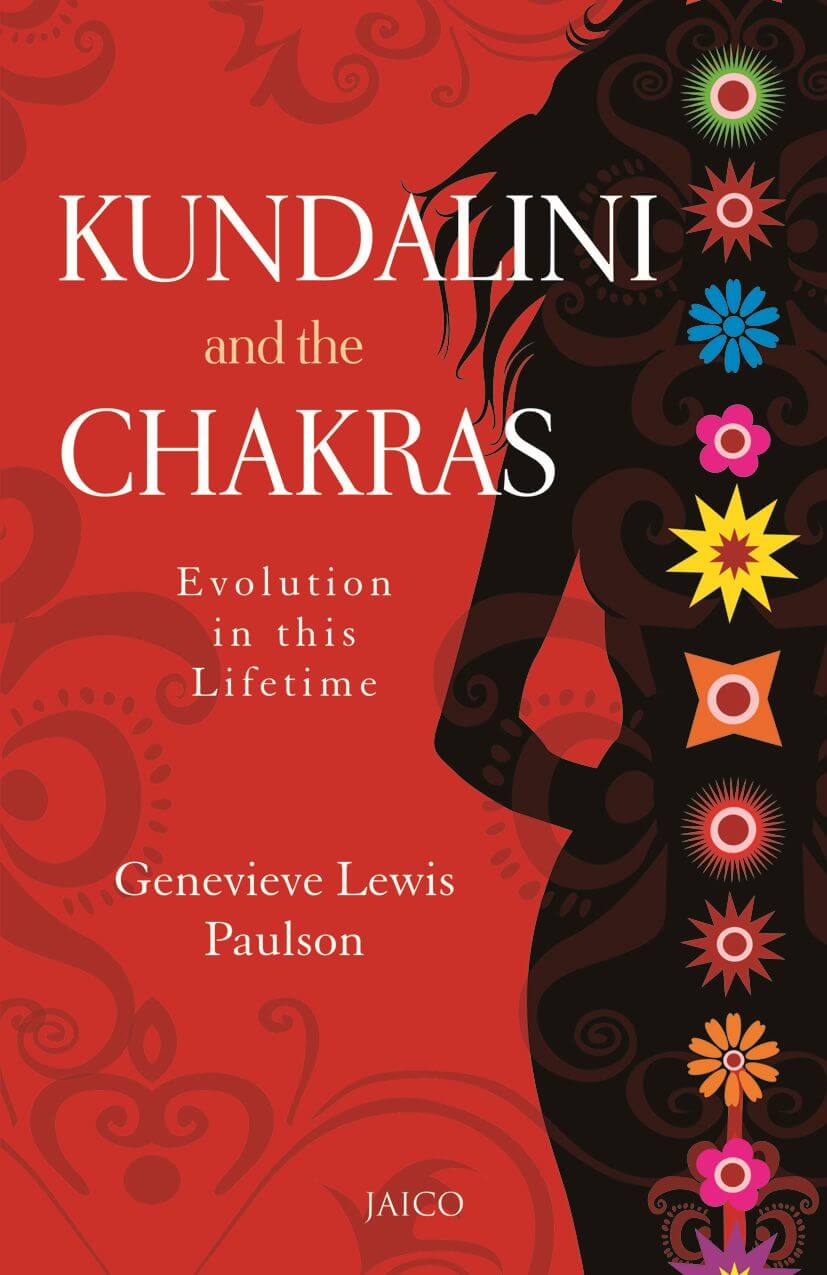 KUNDALINI
and the
CHAKRAS
Evolution
in this
Lifetime
Genevieve Lewis
Paulson
JAICO